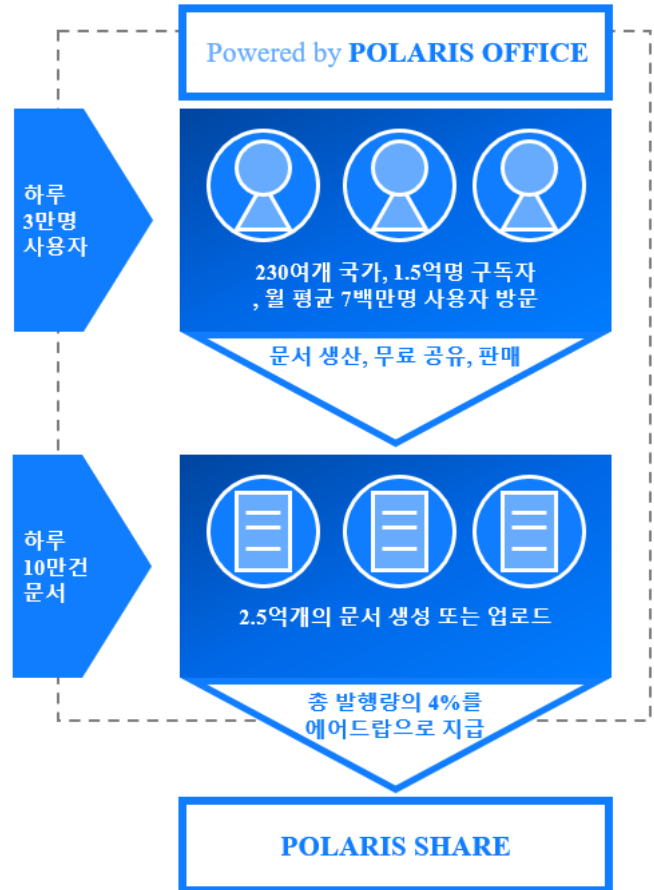 Powered by POLARIS OFFICE
하루
3만명
사용자
230여개 국가, 1.5억명 구독자
, 월 평균 7백만명 사용자 방문
문서 생산, 무료 공유, 판매
하루
10만건
문서
2.5억개의 문서 생성 또는 업로드
총 발행량의 4%를
에어드랍으로 지급
POLARIS SHARE